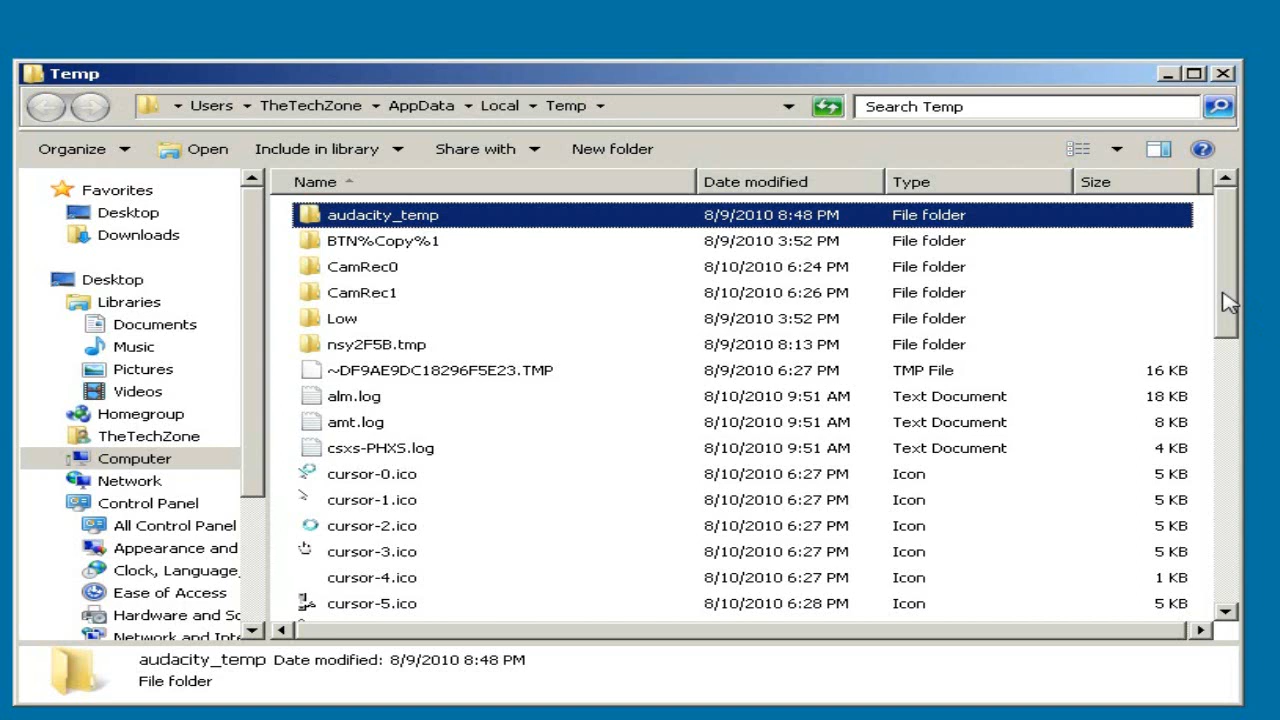 Temp
Users TheTechZone AppData Local Temp Search Temp
Organize Open Include in library Share with New folder
Name Date modified Type Size
Favorites
Desktop
Downloads
Desktop
Libraries
Documents
Music
Pictures
Videos
Homegroup
TheTechZone
Computer
Network
Control Panel
All Control Panel
Appearance and
Clock, Language,
Ease of Access
Hardware and Sc
Network and Inte
audacity_temp 8/9/2010 8:48 PM File folder
BTN%Copy%1 8/9/2010 3:52 PM File folder
CamRec0 8/10/2010 6:24 PM File folder
CamRec1 8/10/2010 6:26 PM File folder
Low 8/9/2010 3:52 PM File folder
nsy2F5B.tmp 8/9/2010 8:13 PM File folder
~DF9AE9DC18296F5E23.TMP 8/9/2010 6:27 PM TMP File 16 KB
alm.log 8/10/2010 9:51 AM Text Document 18 KB
amt.log 8/10/2010 9:51 AM Text Document 8 KB
csxs-PHXS.log 8/10/2010 9:51 AM Text Document 4 KB
cursor-0.ico 8/10/2010 6:27 PM Icon 5 KB
cursor-1.ico 8/10/2010 6:27 PM Icon 5 KB
cursor-2.ico 8/10/2010 6:27 PM Icon 5 KB
cursor-3.ico 8/10/2010 6:27 PM Icon 5 KB
cursor-4.ico 8/10/2010 6:27 PM Icon 1 KB
cursor-5.ico 8/10/2010 6:28 PM Icon 5 KB
audacity_temp Date modified: 8/9/2010 8:48 PM
File folder